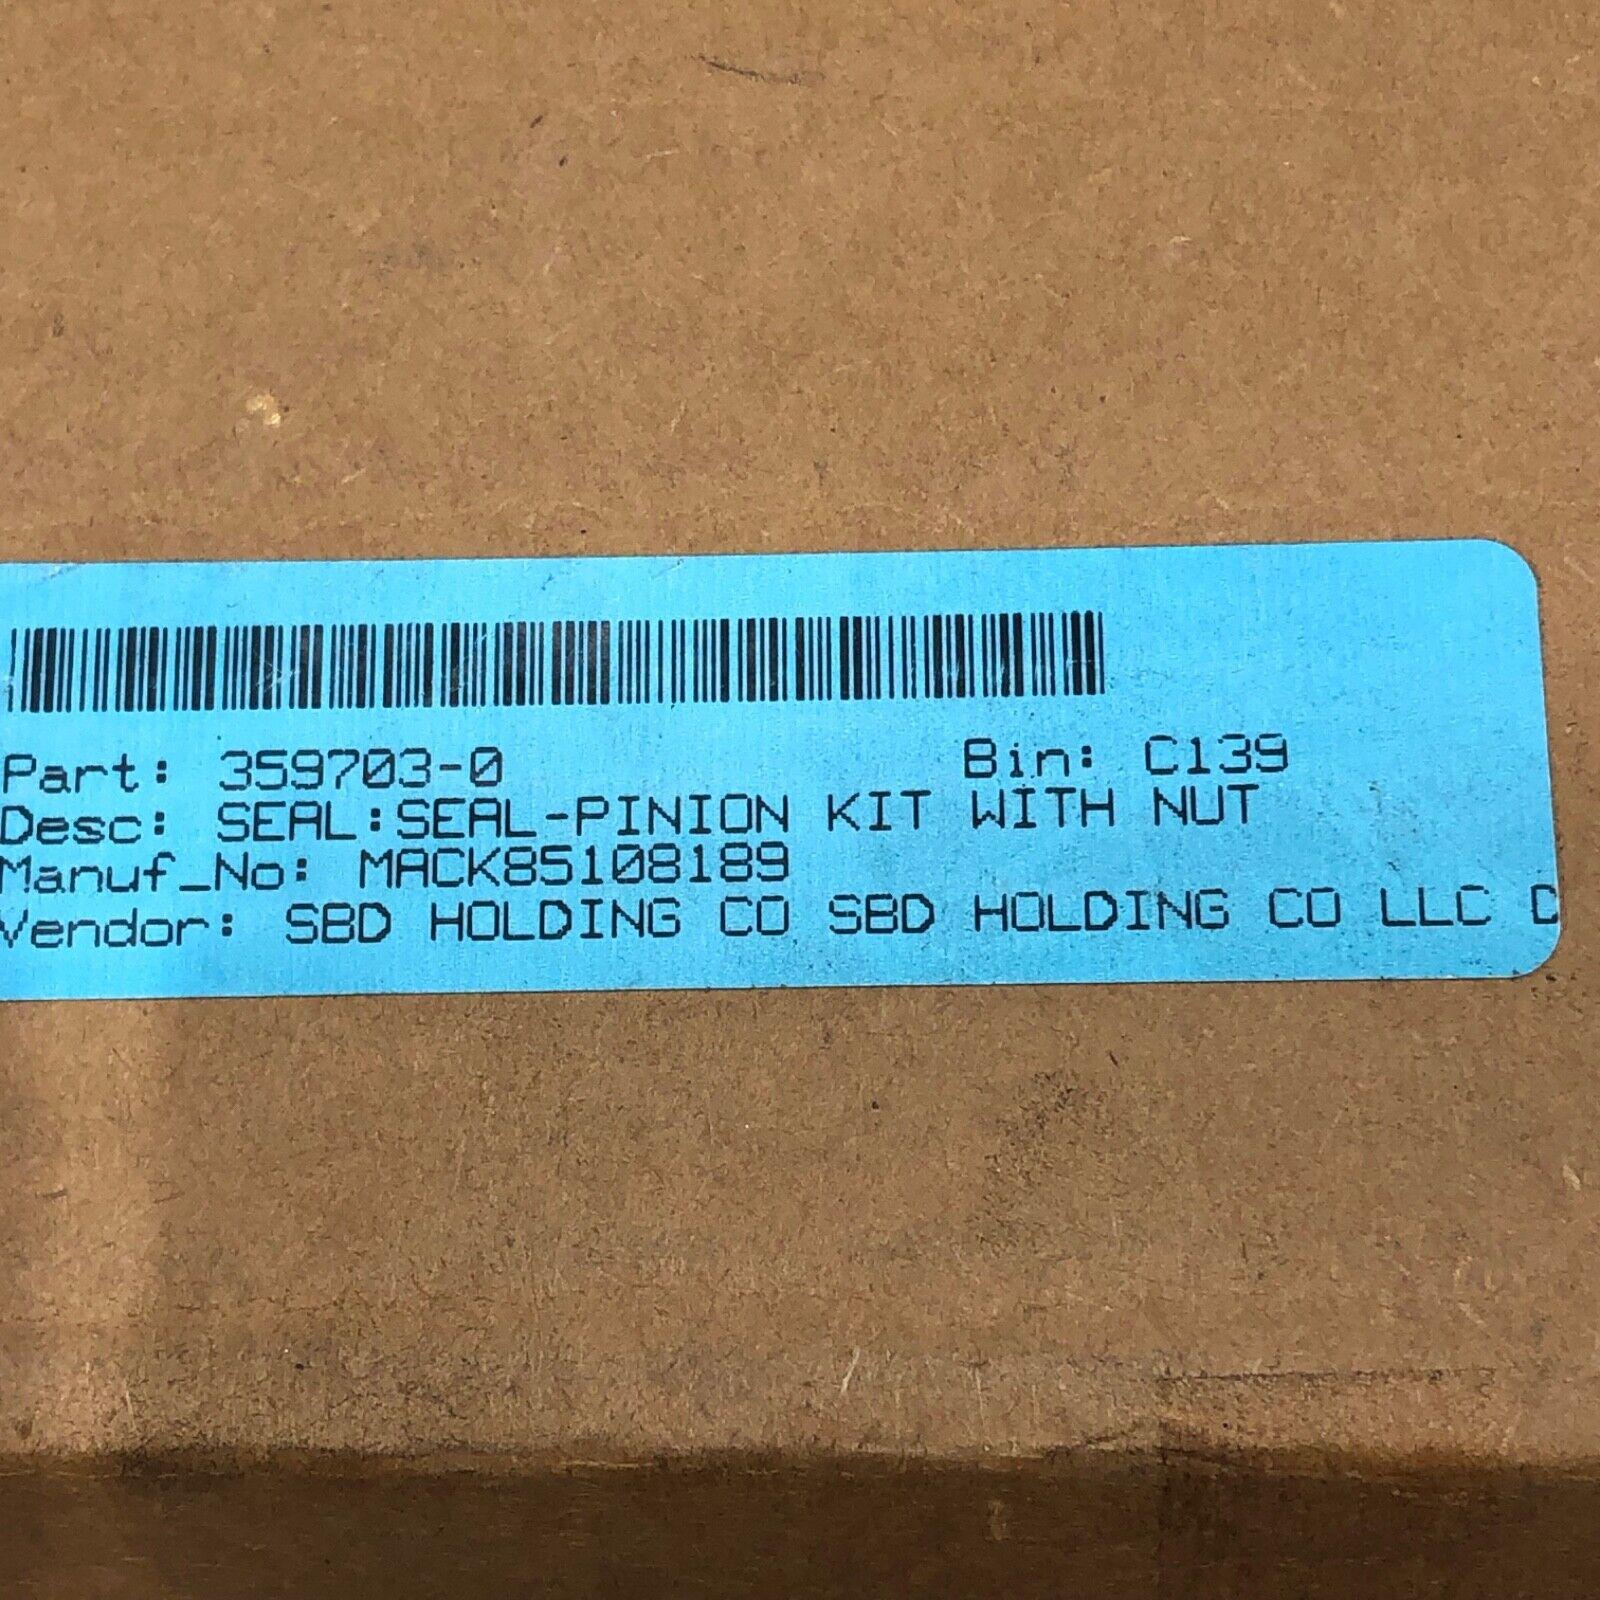 Part: 359703-0 Bin: C139
Desc: SEAL:SEAL-PINION KIT WITH NUT
Manuf_No: MACK85108189
Vendor: SBD HOLDING CO SBD HOLDING CO LLC